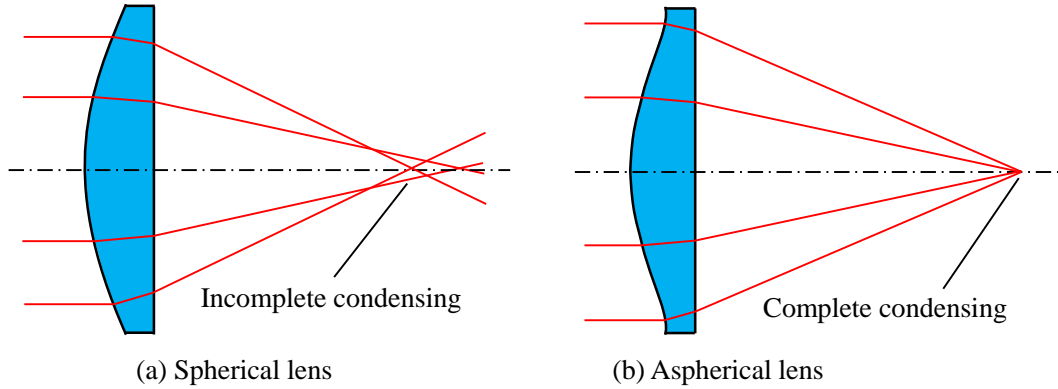 Incomplete condensing
Complete condensing
(a) Spherical lens
(b) Aspherical lens